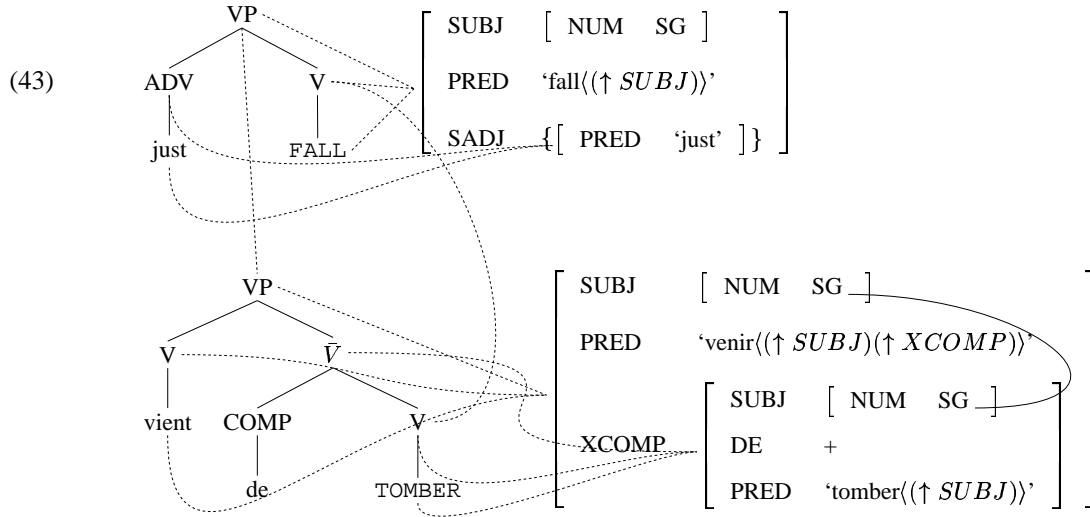 VP [ SUBJ [ NUM SG ]
(43) ADV V PRED ‘fall⟨(↑ SUBJ)⟩’
just FALL SADJ {[ PRED ‘just’ ]} ]
VP [ SUBJ [ NUM SG ]
V V̄ PRED ‘venir⟨(↑ SUBJ)(↑ XCOMP)⟩’
vient COMP V [ SUBJ [ NUM SG ]
XCOMP DE +
de TOMBER PRED ‘tomber⟨(↑ SUBJ)⟩’ ] ]